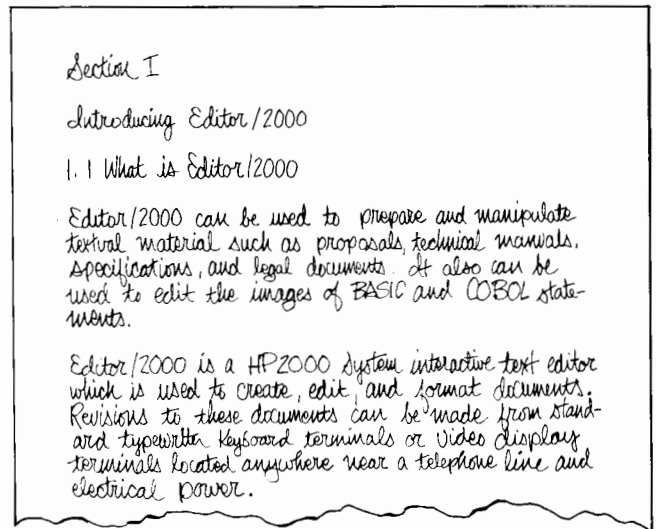 Section I
Introducing Editor/2000
1.1 What is Editor/2000
Editor/2000 can be used to prepare and manipulate
textual material such as proposals, technical manuals,
specifications, and legal documents. It also can be
used to edit the images of BASIC and COBOL state-
ments.
Editor/2000 is a HP2000 System interactive text editor
which is used to create, edit, and format documents.
Revisions to these documents can be made from stand-
ard typewritten Keyboard terminals or video display
terminals located anywhere near a telephone line and
electrical power.